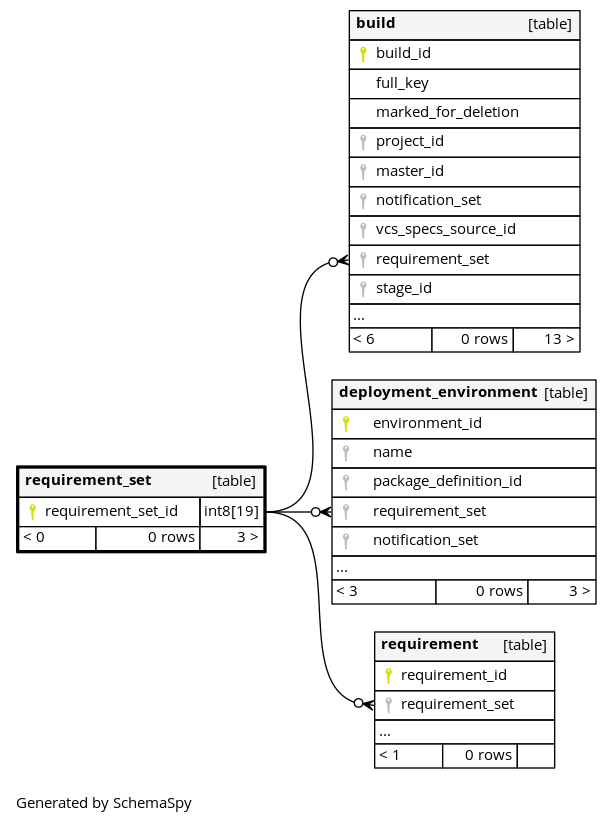 build [table]
build_id
full_key
marked_for_deletion
project_id
master_id
notification_set
vcs_specs_source_id
requirement_set
stage_id
...
< 6 0 rows 13 >
deployment_environment [table]
environment_id
name
package_definition_id
requirement_set
notification_set
...
< 3 0 rows 3 >
requirement_set [table]
requirement_set_id int8[19]
< 0 0 rows 3 >
requirement [table]
requirement_id
requirement_set
...
< 1 0 rows
Generated by SchemaSpy